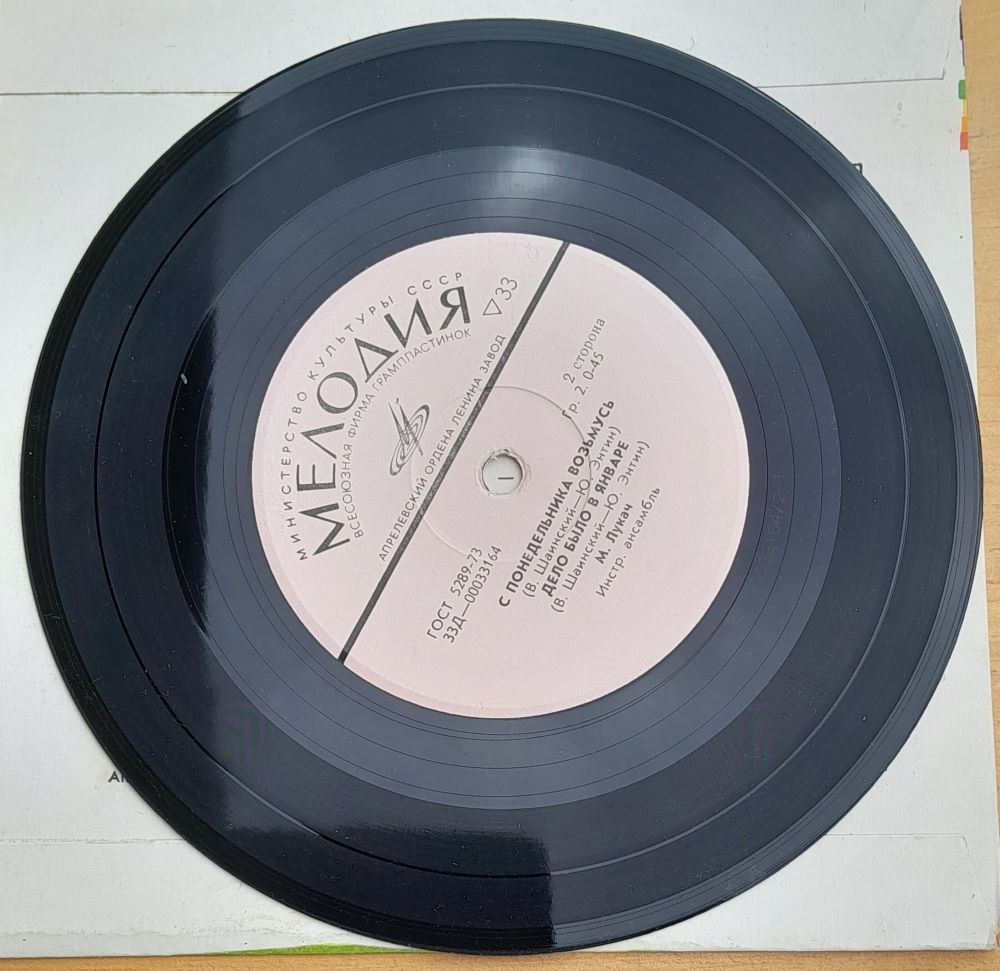 МИНИСТЕРСТВО КУЛЬТУРЫ СССР
МЕЛОДИЯ
ВСЕСОЮЗНАЯ ФИРМА ГРАМПЛАСТИНОК
▽33
АПРЕЛЕВСКИЙ ОРДЕНА ЛЕНИНА ЗАВОД
ГОСТ 5289-73
33Д—00033164
2 сторона
Гр. 2. 0-45
С ПОНЕДЕЛЬНИКА ВОЗЬМУСЬ
(В. Шаинский—Ю. Энтин)
ДЕЛО БЫЛО В ЯНВАРЕ
(В. Шаинский—Ю. Энтин)
М. Лукач
Инстр. ансамбль